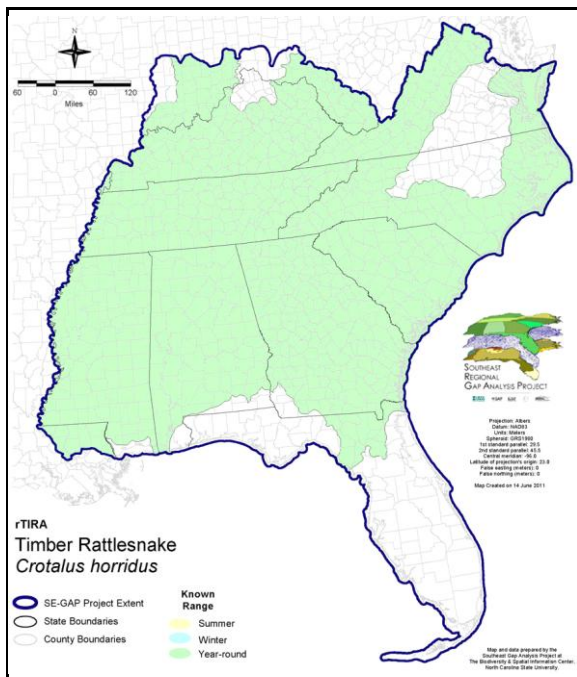 N
60 0 60 120
Miles
SOUTHEAST
REGIONAL
GAP ANALYSIS PROJECT
Projection: Albers
Datum: NAD83
Units: Meters
Spheroid: GRS1980
1st standard parallel: 29.5
2nd standard parallel: 45.5
Central meridian: -96.0
Latitude of projection's origin: 23.0
False easting (meters): 0
False northing (meters): 0
Map Created on 14 June 2011
rTIRA
Timber Rattlesnake
Crotalus horridus
SE-GAP Project Extent
State Boundaries
County Boundaries
Known
Range
Summer
Winter
Year-round
Map and data prepared by the
Southeast Gap Analysis Project at
The Biodiversity & Spatial Information Center,
North Carolina State University.